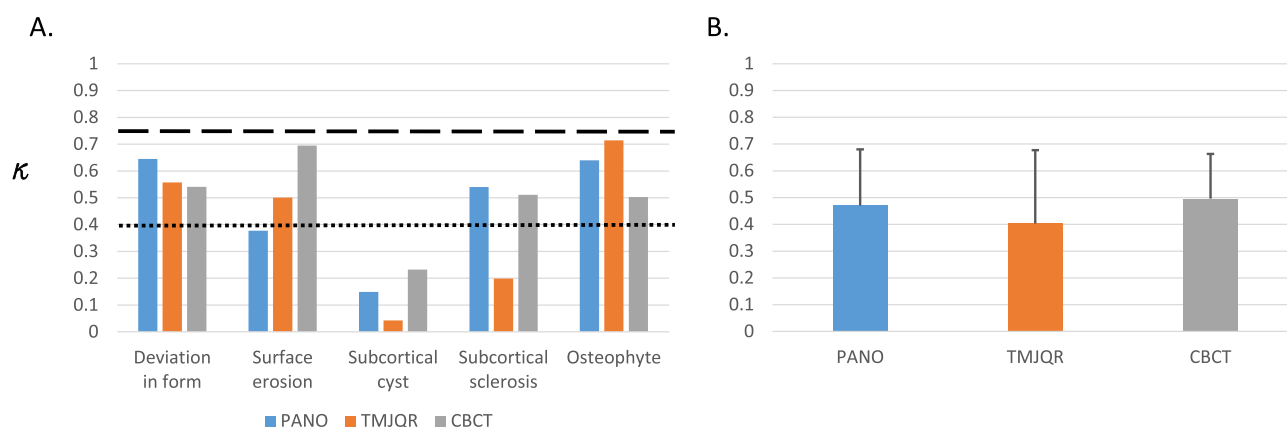 A.
1
0.9
0.8
0.7
0.6
0.5
0.4
0.3
0.2
0.1
0
κ
Deviation
in form
Surface
erosion
Subcortical
cyst
Subcortical
sclerosis
Osteophyte
PANO TMJQR CBCT
B.
1
0.9
0.8
0.7
0.6
0.5
0.4
0.3
0.2
0.1
0
PANO TMJQR CBCT